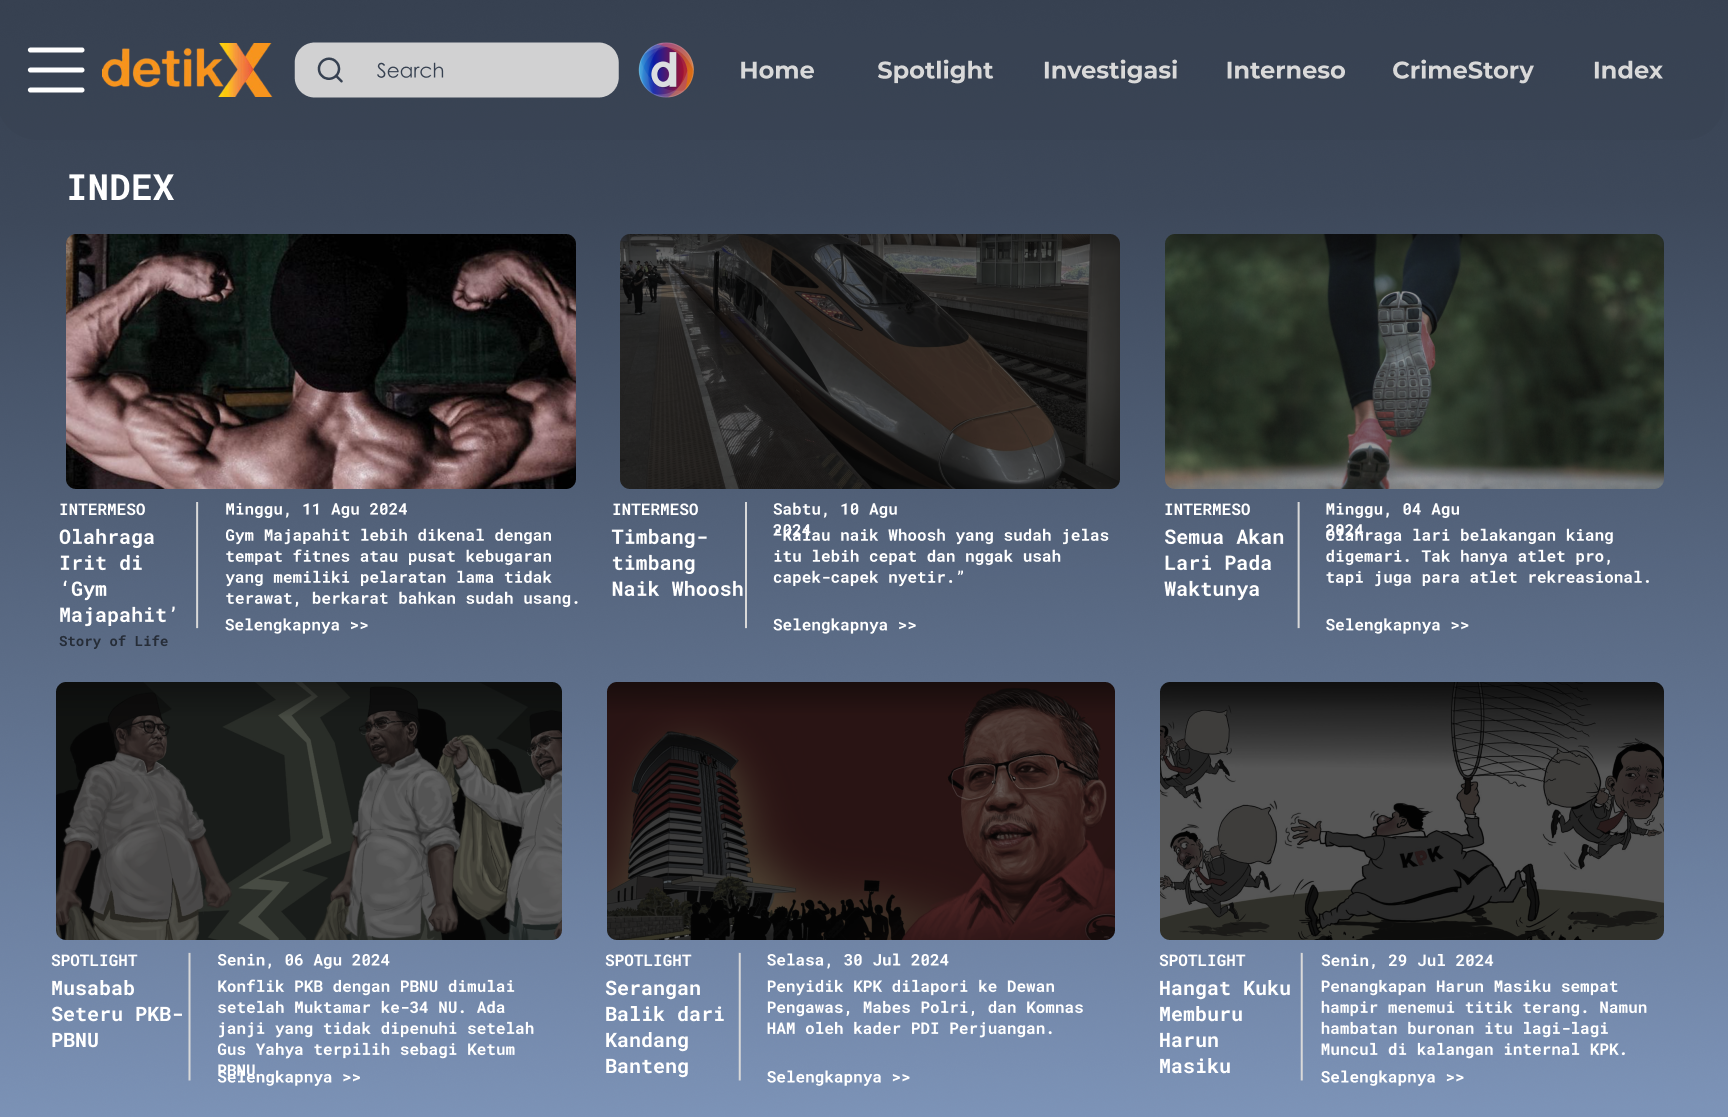 detikX
Search
d
Home
Spotlight
Investigasi
Interneso
CrimeStory
Index
INDEX
INTERMESO
Olahraga
Irit di
‘Gym
Majapahit’
Story of Life
Minggu, 11 Agu 2024
Gym Majapahit lebih dikenal dengan
tempat fitnes atau pusat kebugaran
yang memiliki pelaratan lama tidak
terawat, berkarat bahkan sudah usang.
Selengkapnya >>
INTERMESO
Timbang-
timbang
Naik Whoosh
Sabtu, 10 Agu
2024
"Kalau naik Whoosh yang sudah jelas
itu lebih cepat dan nggak usah
capek-capek nyetir.”
Selengkapnya >>
INTERMESO
Semua Akan
Lari Pada
Waktunya
Minggu, 04 Agu
2024
Olahraga lari belakangan kiang
digemari. Tak hanya atlet pro,
tapi juga para atlet rekreasional.
Selengkapnya >>
KPK
SPOTLIGHT
Musabab
Seteru PKB-
PBNU
Senin, 06 Agu 2024
Konflik PKB dengan PBNU dimulai
setelah Muktamar ke-34 NU. Ada
janji yang tidak dipenuhi setelah
Gus Yahya terpilih sebagi Ketum
PBNU
Selengkapnya >>
SPOTLIGHT
Serangan
Balik dari
Kandang
Banteng
Selasa, 30 Jul 2024
Penyidik KPK dilapori ke Dewan
Pengawas, Mabes Polri, dan Komnas
HAM oleh kader PDI Perjuangan.
Selengkapnya >>
SPOTLIGHT
Hangat Kuku
Memburu
Harun
Masiku
Senin, 29 Jul 2024
Penangkapan Harun Masiku sempat
hampir menemui titik terang. Namun
hambatan buronan itu lagi-lagi
Muncul di kalangan internal KPK.
Selengkapnya >>